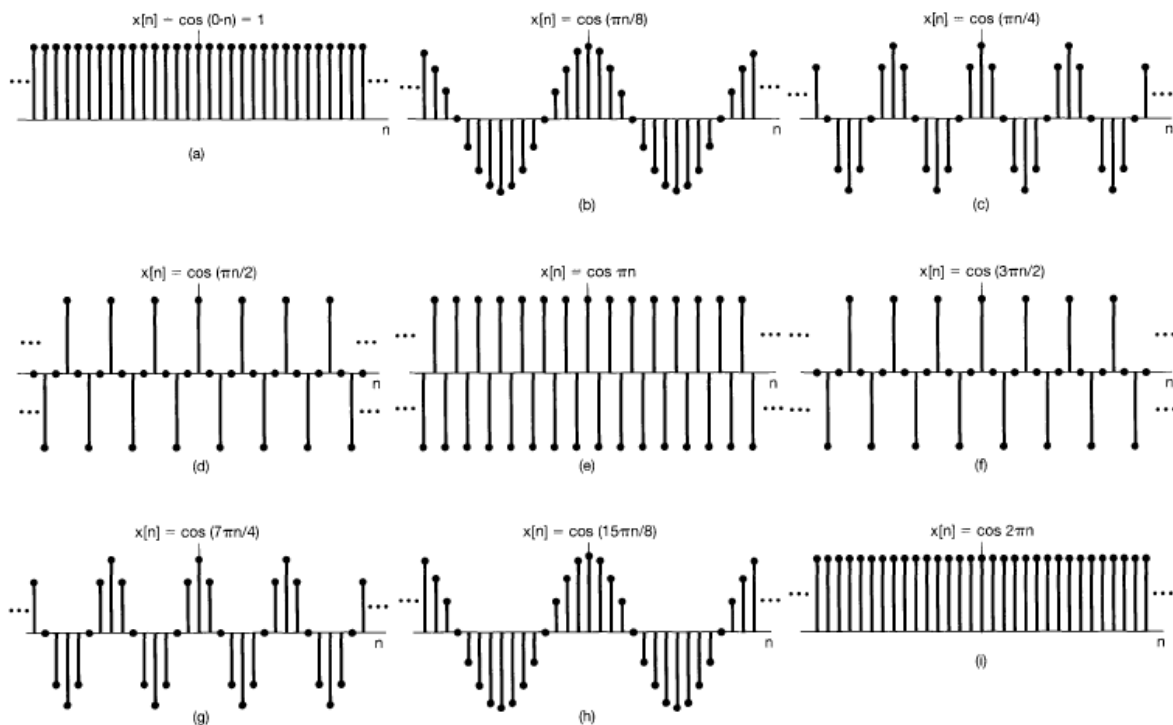 x[n] = cos (0·n) = 1
x[n] = cos (πn/8)
x[n] = cos (πn/4)
... ...
n
(a)
... ...
n
(b)
... ...
n
(c)
x[n] = cos (πn/2)
x[n] = cos πn
x[n] = cos (3πn/2)
... ...
n
... ...
(d)
... ...
n
... ...
(e)
... ...
n
... ...
(f)
x[n] = cos (7πn/4)
x[n] = cos (15πn/8)
x[n] = cos 2πn
... ...
n
(g)
... ...
n
(h)
... ...
n
(i)